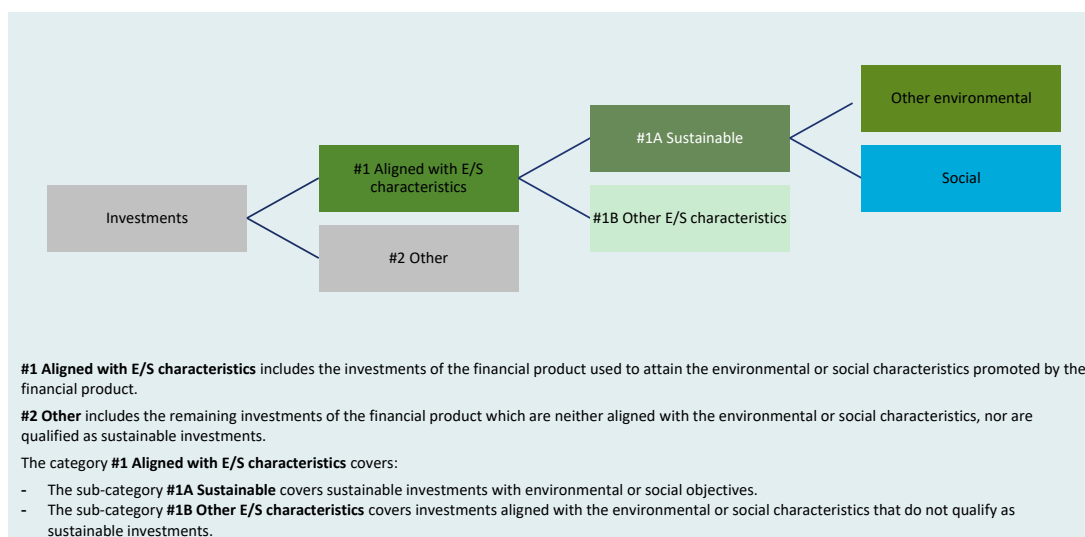 Other environmental
#1A Sustainable
#1 Aligned with E/S
characteristics
Social
Investments
#1B Other E/S characteristics
#2 Other
#1 Aligned with E/S characteristics includes the investments of the financial product used to attain the environmental or social characteristics promoted by the
financial product.
#2 Other includes the remaining investments of the financial product which are neither aligned with the environmental or social characteristics, nor are
qualified as sustainable investments.
The category #1 Aligned with E/S characteristics covers:
- The sub-category #1A Sustainable covers sustainable investments with environmental or social objectives.
- The sub-category #1B Other E/S characteristics covers investments aligned with the environmental or social characteristics that do not qualify as
sustainable investments.